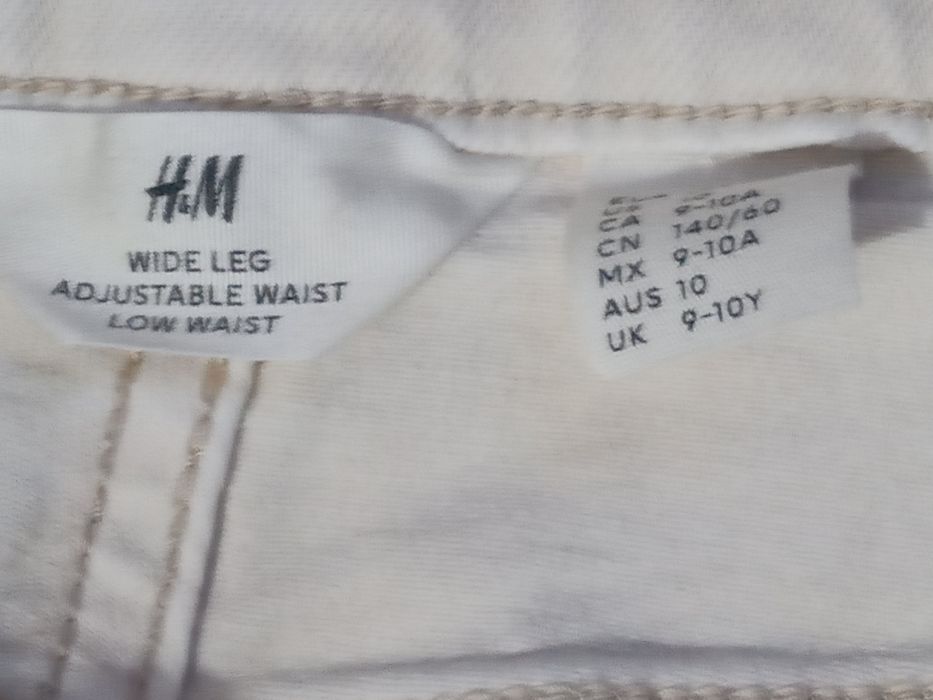 H&M
WIDE LEG
ADJUSTABLE WAIST
LOW WAIST
CA 9-10A
CN 140/60
MX 9-10A
AUS 10
UK 9-10Y